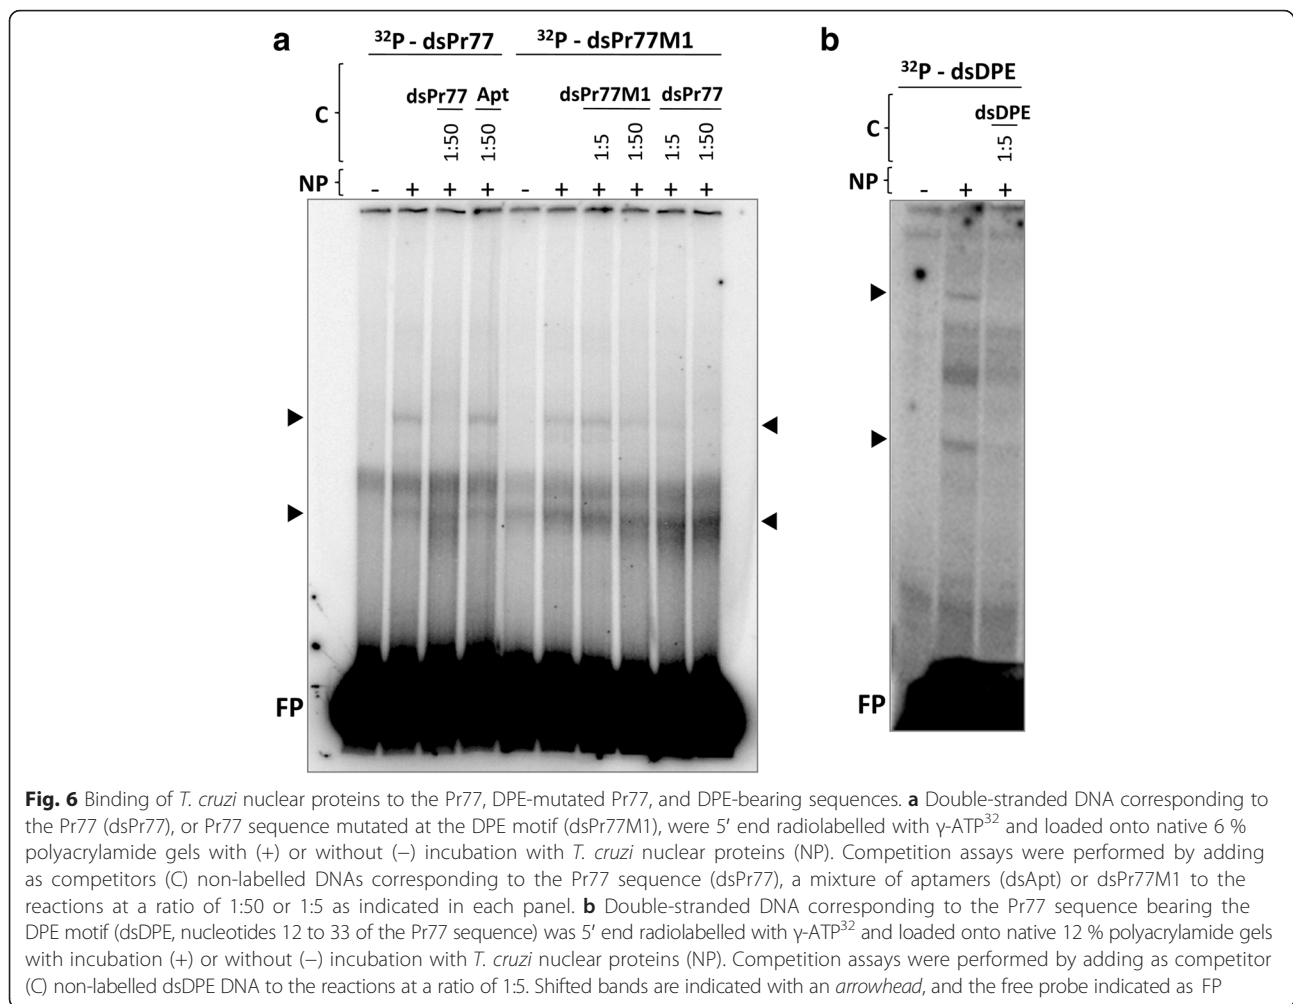 a
b
³²P - dsPr77
³²P - dsPr77M1
³²P - dsDPE
C
dsPr77
Apt
dsPr77M1
dsPr77
C
dsDPE
1:50
1:50
1:5
1:50
1:5
1:50
1:5
NP
- + + + - + + + + +
NP
- + +
FP
FP
Fig. 6 Binding of T. cruzi nuclear proteins to the Pr77, DPE-mutated Pr77, and DPE-bearing sequences. a Double-stranded DNA corresponding to
the Pr77 (dsPr77), or Pr77 sequence mutated at the DPE motif (dsPr77M1), were 5′ end radiolabelled with γ-ATP³² and loaded onto native 6 %
polyacrylamide gels with (+) or without (−) incubation with T. cruzi nuclear proteins (NP). Competition assays were performed by adding
as competitors (C) non-labelled DNAs corresponding to the Pr77 sequence (dsPr77), a mixture of aptamers (dsApt) or dsPr77M1 to the
reactions at a ratio of 1:50 or 1:5 as indicated in each panel. b Double-stranded DNA corresponding to the Pr77 sequence bearing the
DPE motif (dsDPE, nucleotides 12 to 33 of the Pr77 sequence) was 5′ end radiolabelled with γ-ATP³² and loaded onto native 12 % polyacrylamide gels
with incubation (+) or without (−) incubation with T. cruzi nuclear proteins (NP). Competition assays were performed by adding as competitor
(C) non-labelled dsDPE DNA to the reactions at a ratio of 1:5. Shifted bands are indicated with an arrowhead, and the free probe indicated as FP